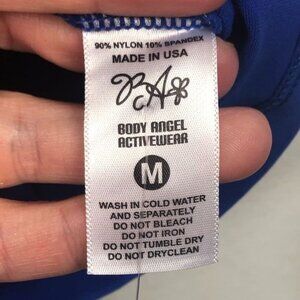 90% NYLON 10% SPANDEX
MADE IN USA
BA
BODY ANGEL
ACTIVEWEAR
M
WASH IN COLD WATER
AND SEPARATELY
DO NOT BLEACH
DO NOT IRON
DO NOT TUMBLE DRY
DO NOT DRYCLEAN